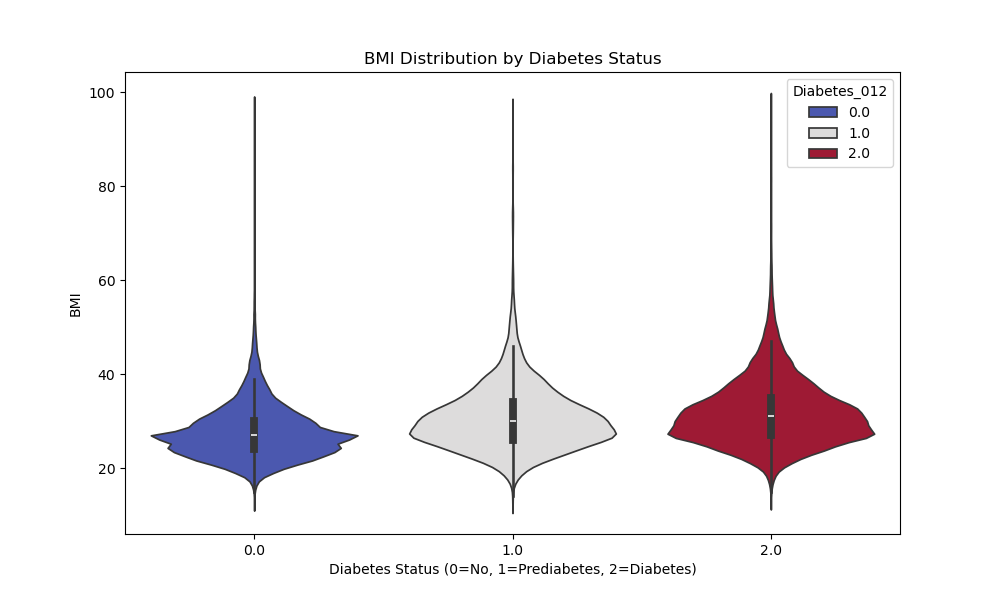 BMI Distribution by Diabetes Status
Diabetes_012
0.0
1.0
2.0
100
80
60
40
20
BMI
0.0 1.0 2.0
Diabetes Status (0=No, 1=Prediabetes, 2=Diabetes)